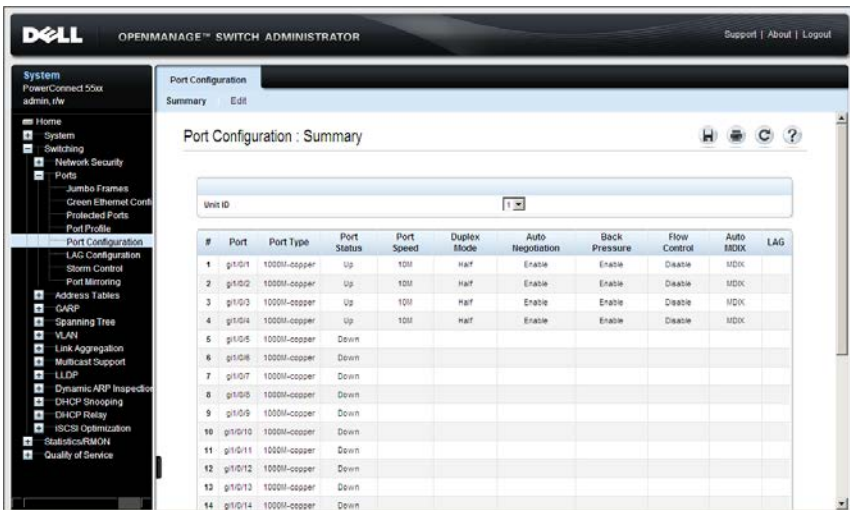 DELL
OPENMANAGE™ SWITCH ADMINISTRATOR
Support | About | Logout
System
PowerConnect 55xx
admin, r/w
Home
System
Switching
Network Security
Ports
Jumbo Frames
Green Ethernet Confi
Protected Ports
Port Profile
Port Configuration
LAG Configuration
Storm Control
Port Mirroring
Address Tables
GARP
Spanning Tree
VLAN
Link Aggregation
Multicast Support
LLDP
Dynamic ARP Inspection
DHCP Snooping
DHCP Relay
iSCSI Optimization
Statistics/RMON
Quality of Service
Port Configuration
Summary Edit
Port Configuration : Summary
Unit ID 1
# Port Port Type Port Status Port Speed Duplex Mode Auto Negotiation Back Pressure Flow Control Auto MDIX LAG
1 gi1/0/1 1000M-copper Up 10M Half Enable Enable Disable MDIX
2 gi1/0/2 1000M-copper Up 10M Half Enable Enable Disable MDIX
3 gi1/0/3 1000M-copper Up 10M Half Enable Enable Disable MDIX
4 gi1/0/4 1000M-copper Up 10M Half Enable Enable Disable MDIX
5 gi1/0/5 1000M-copper Down
6 gi1/0/6 1000M-copper Down
7 gi1/0/7 1000M-copper Down
8 gi1/0/8 1000M-copper Down
9 gi1/0/9 1000M-copper Down
10 gi1/0/10 1000M-copper Down
11 gi1/0/11 1000M-copper Down
12 gi1/0/12 1000M-copper Down
13 gi1/0/13 1000M-copper Down
14 gi1/0/14 1000M-copper Down